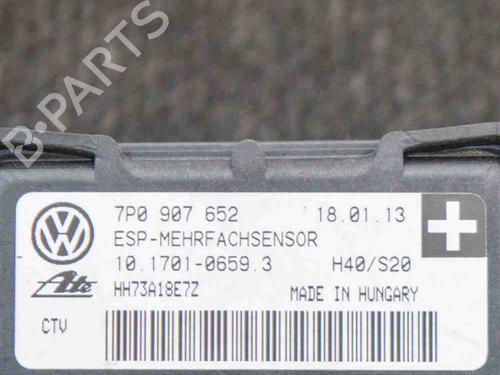 7P0 907 652 18.01.13
ESP-MEHRFACHSENSOR
10.1701-0659.3 H40/S20
Ate HH73A18E7Z MADE IN HUNGARY
CTV